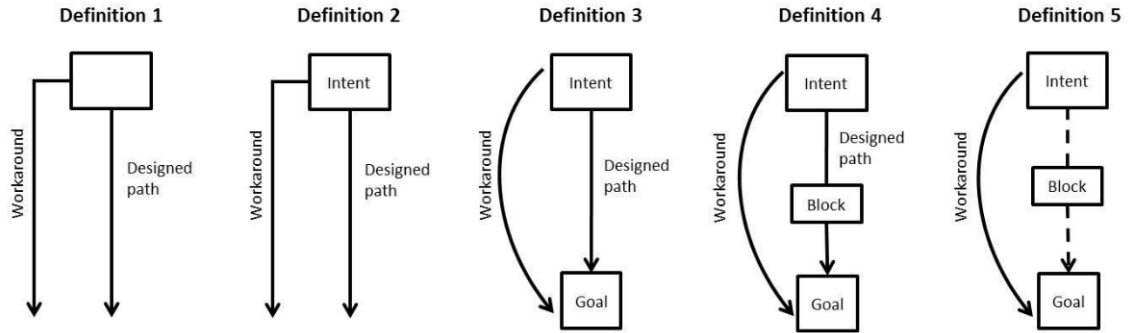 Definition 1
Definition 2
Definition 3
Definition 4
Definition 5
Workaround
Designed
path
Intent
Workaround
Designed
path
Intent
Workaround
Designed
path
Goal
Intent
Workaround
Designed
path
Block
Goal
Intent
Workaround
Block
Goal